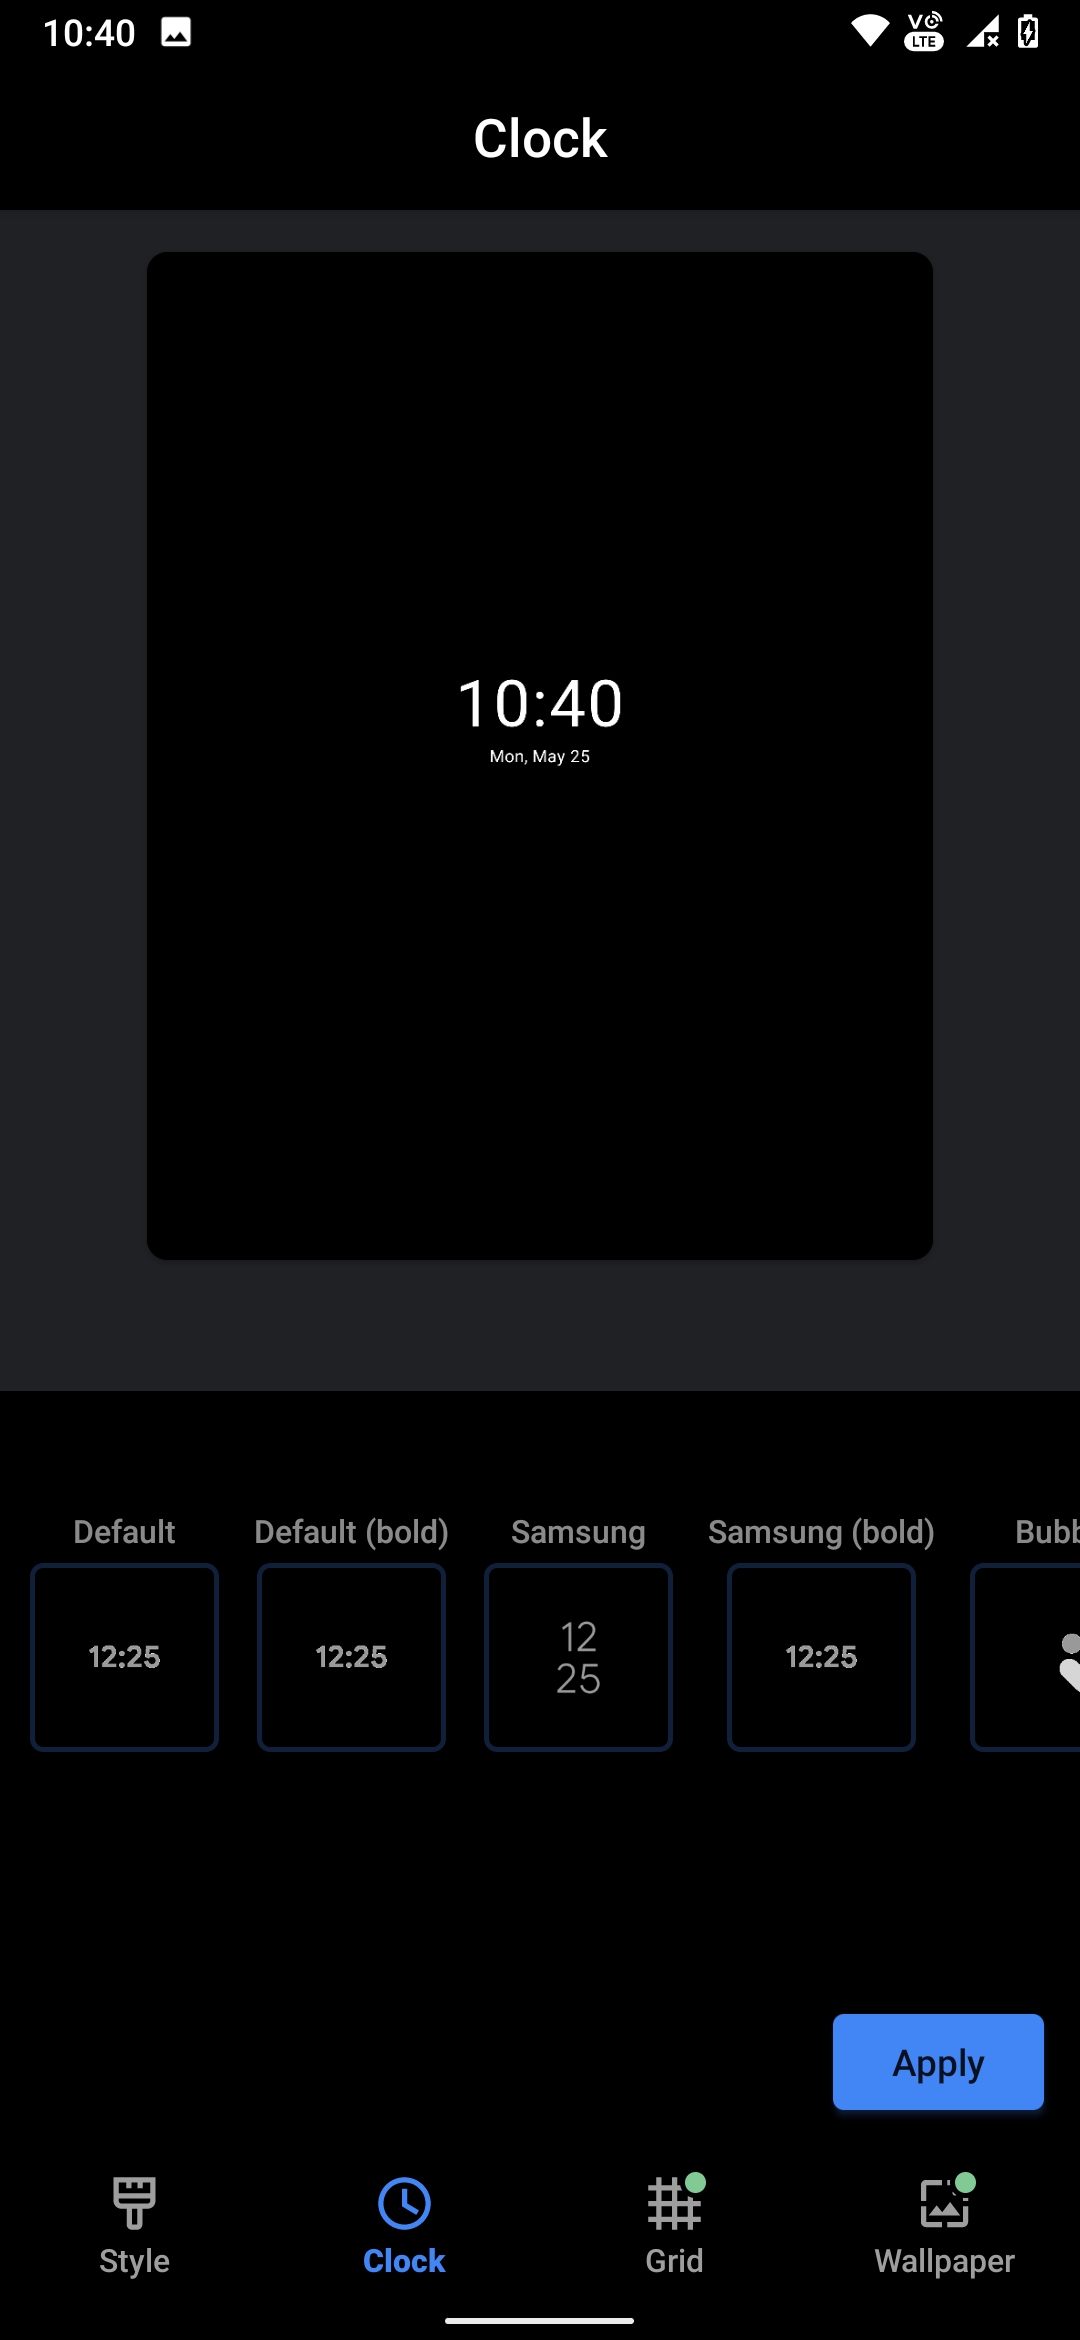 10:40
VO
LTE
Clock
10:40
Mon, May 25
Default
Default (bold)
Samsung
Samsung (bold)
Bubb
12:25
12:25
12
25
12:25
Apply
Style
Clock
Grid
Wallpaper